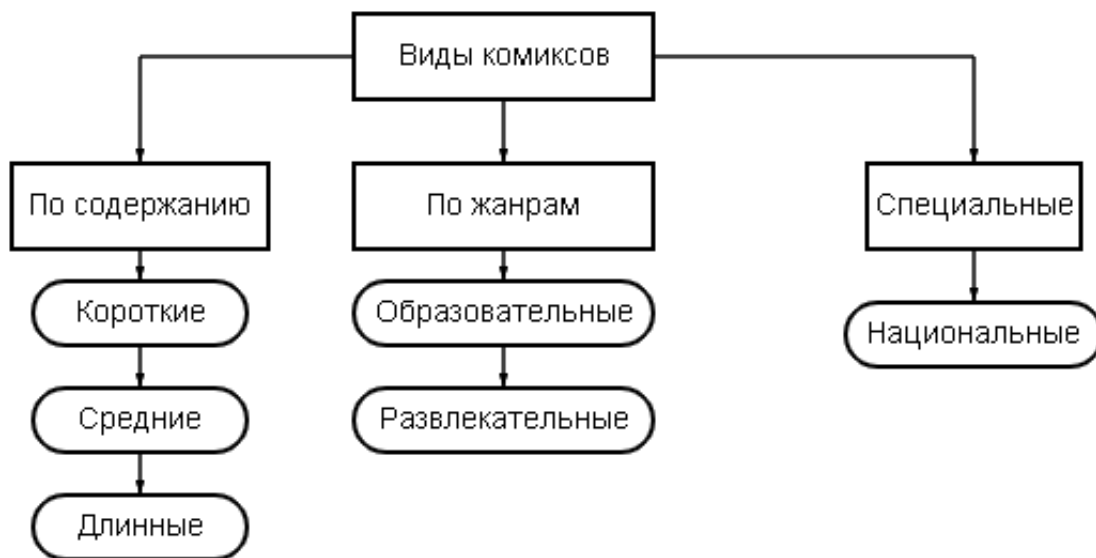 Виды комиксов
По содержанию
По жанрам
Специальные
Короткие
Образовательные
Национальные
Средние
Развлекательные
Длинные